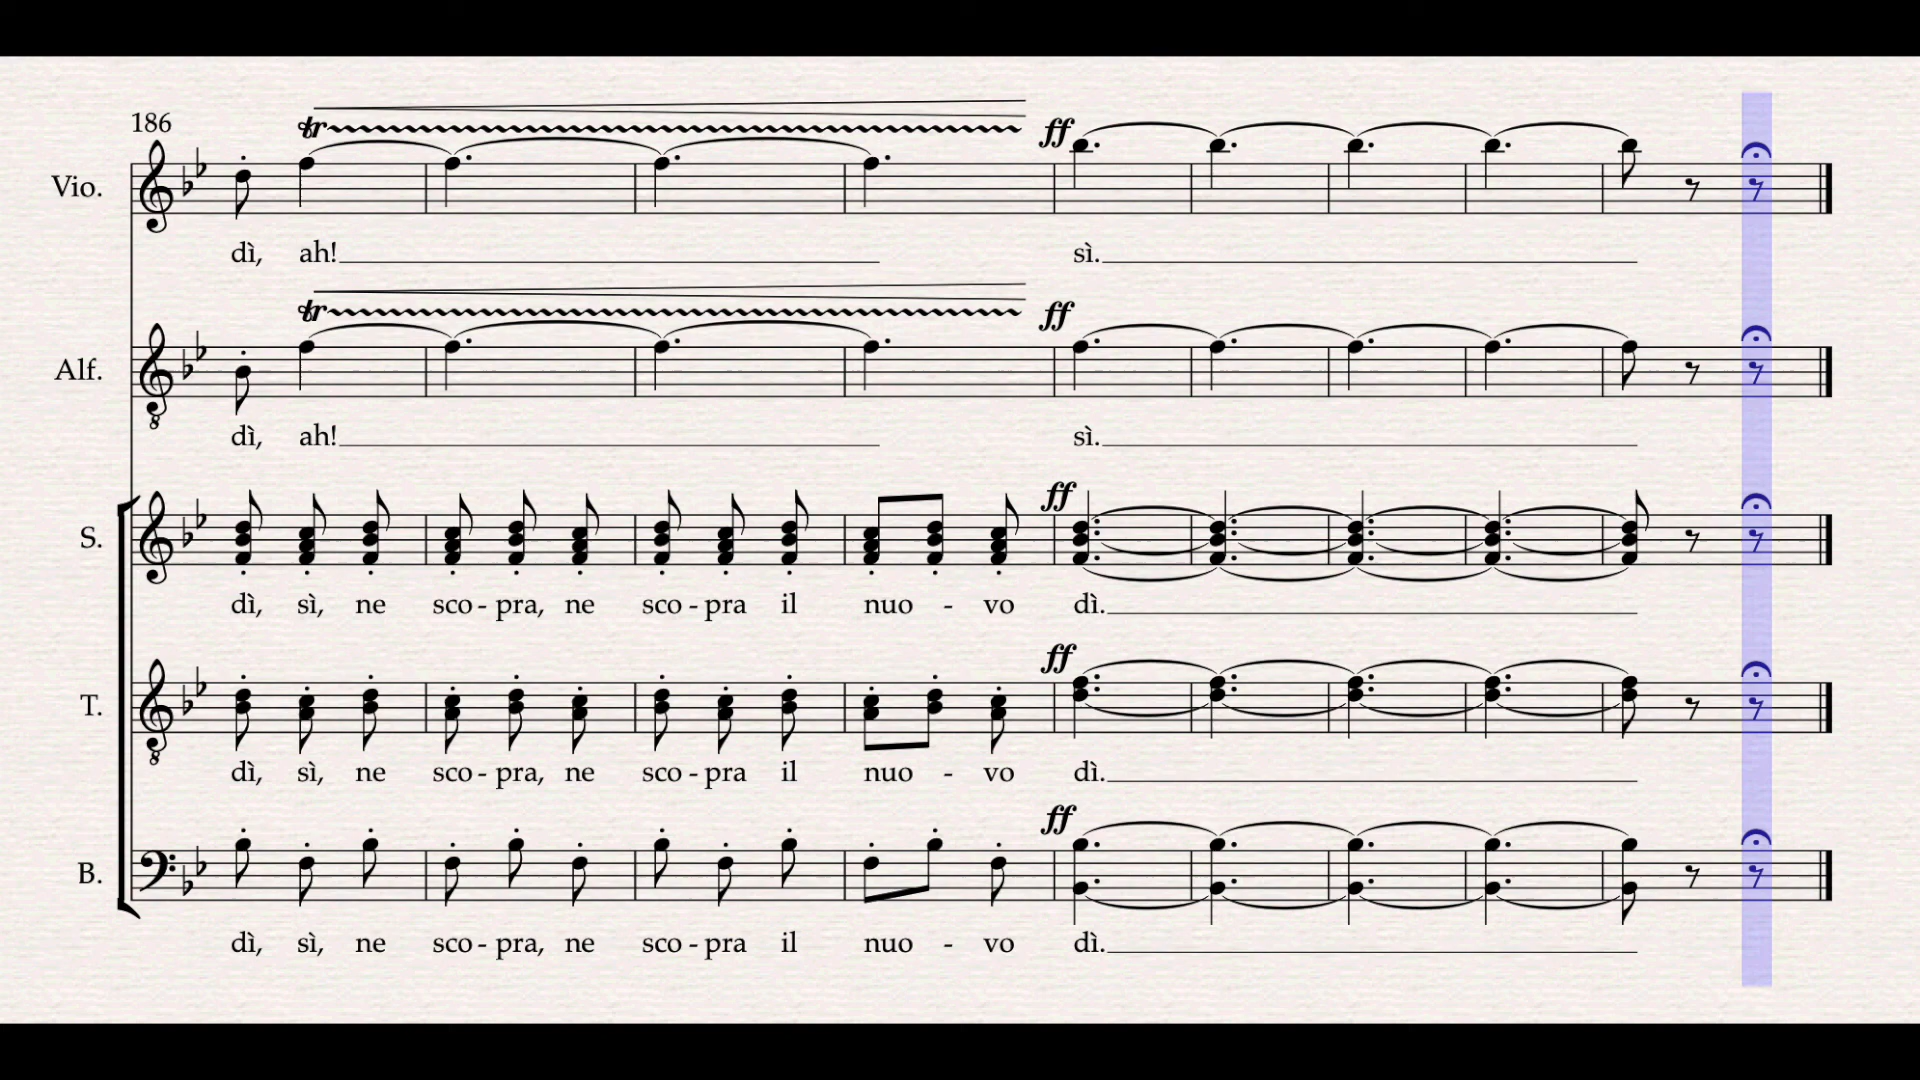 186
tr
ff
Vio.
dì, ah! sì.
tr
ff
Alf.
dì, ah! sì.
ff
S.
dì, sì, ne sco - pra, ne sco - pra il nuo - vo dì.
ff
T.
dì, sì, ne sco - pra, ne sco - pra il nuo - vo dì.
ff
B.
dì, sì, ne sco - pra, ne sco - pra il nuo - vo dì.